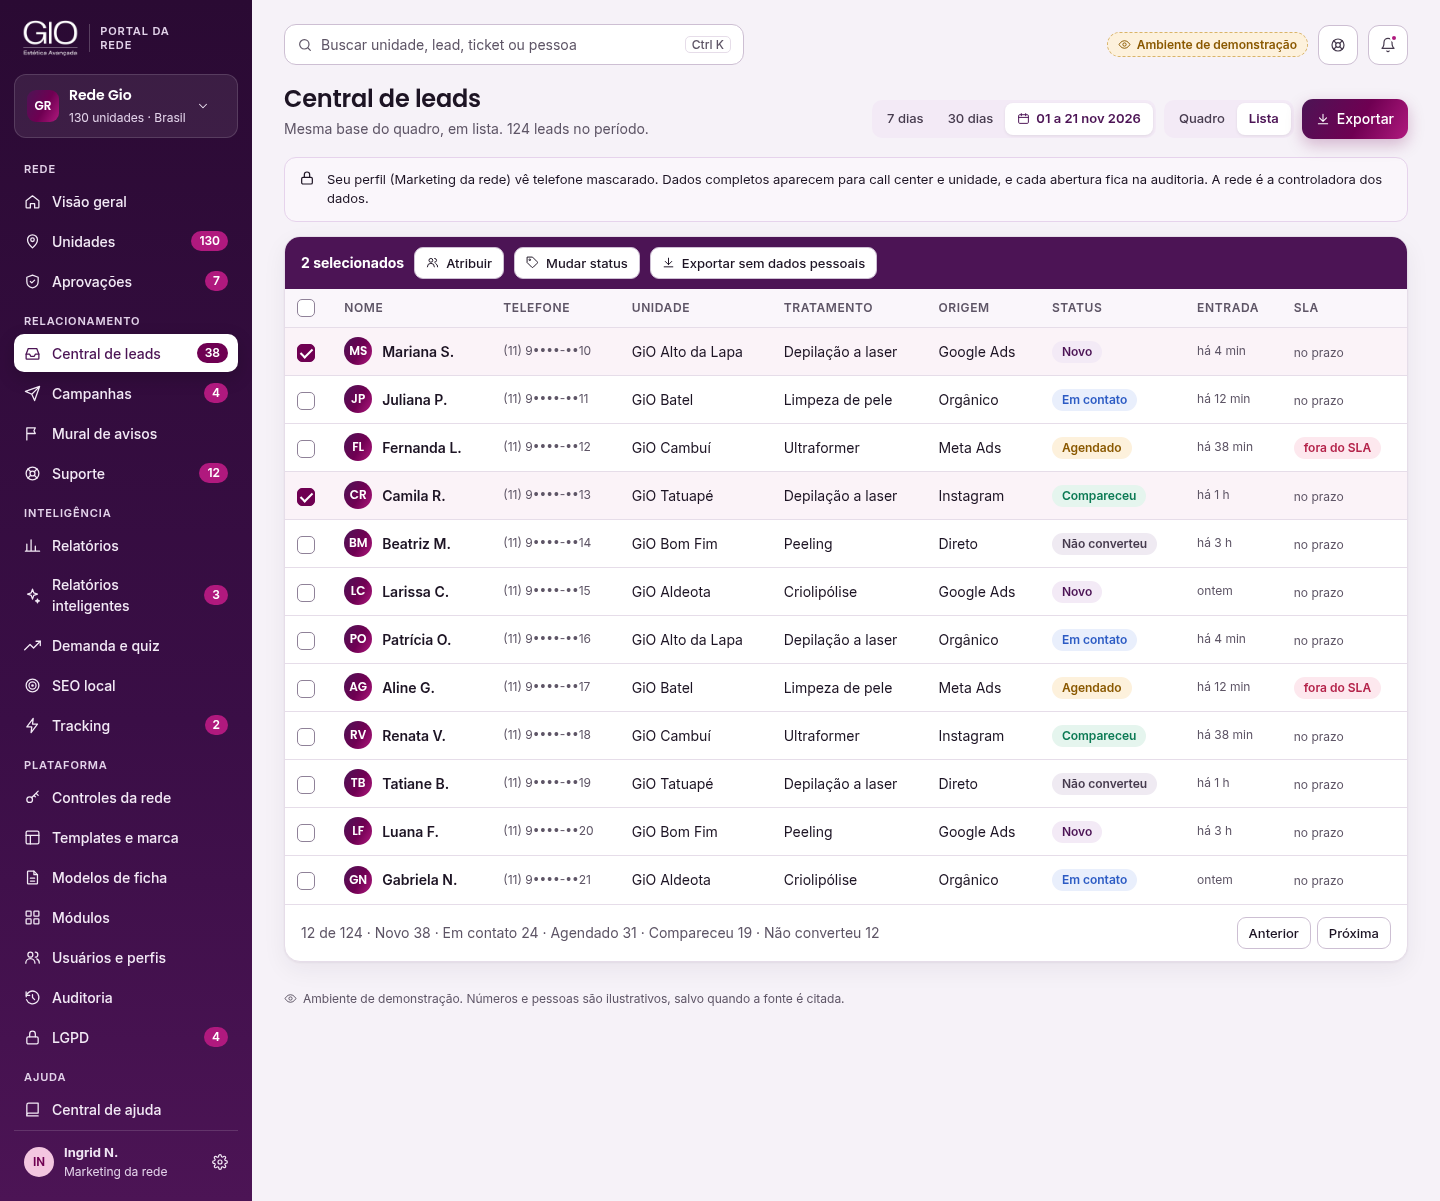 GIO
Estética Avançada
PORTAL DA
REDE
GR
Rede Gio
130 unidades · Brasil
REDE
Visão geral
Unidades 130
Aprovações 7
RELACIONAMENTO
Central de leads 38
Campanhas 4
Mural de avisos
Suporte 12
INTELIGÊNCIA
Relatórios
Relatórios
inteligentes 3
Demanda e quiz
SEO local
Tracking 2
PLATAFORMA
Controles da rede
Templates e marca
Modelos de ficha
Módulos
Usuários e perfis
Auditoria
LGPD 4
AJUDA
Central de ajuda
IN
Ingrid N.
Marketing da rede
Buscar unidade, lead, ticket ou pessoa Ctrl K
Ambiente de demonstração
Central de leads
Mesma base do quadro, em lista. 124 leads no período.
7 dias 30 dias 01 a 21 nov 2026 Quadro Lista Exportar
Seu perfil (Marketing da rede) vê telefone mascarado. Dados completos aparecem para call center e unidade, e cada abertura fica na auditoria. A rede é a controladora dos
dados.
2 selecionados Atribuir Mudar status Exportar sem dados pessoais
NOME TELEFONE UNIDADE TRATAMENTO ORIGEM STATUS ENTRADA SLA
MS Mariana S. (11) 9••••-••10 GiO Alto da Lapa Depilação a laser Google Ads Novo há 4 min no prazo
JP Juliana P. (11) 9••••-••11 GiO Batel Limpeza de pele Orgânico Em contato há 12 min no prazo
FL Fernanda L. (11) 9••••-••12 GiO Cambuí Ultraformer Meta Ads Agendado há 38 min fora do SLA
CR Camila R. (11) 9••••-••13 GiO Tatuapé Depilação a laser Instagram Compareceu há 1 h no prazo
BM Beatriz M. (11) 9••••-••14 GiO Bom Fim Peeling Direto Não converteu há 3 h no prazo
LC Larissa C. (11) 9••••-••15 GiO Aldeota Criolipólise Google Ads Novo ontem no prazo
PO Patrícia O. (11) 9••••-••16 GiO Alto da Lapa Depilação a laser Orgânico Em contato há 4 min no prazo
AG Aline G. (11) 9••••-••17 GiO Batel Limpeza de pele Meta Ads Agendado há 12 min fora do SLA
RV Renata V. (11) 9••••-••18 GiO Cambuí Ultraformer Instagram Compareceu há 38 min no prazo
TB Tatiane B. (11) 9••••-••19 GiO Tatuapé Depilação a laser Direto Não converteu há 1 h no prazo
LF Luana F. (11) 9••••-••20 GiO Bom Fim Peeling Google Ads Novo há 3 h no prazo
GN Gabriela N. (11) 9••••-••21 GiO Aldeota Criolipólise Orgânico Em contato ontem no prazo
12 de 124 · Novo 38 · Em contato 24 · Agendado 31 · Compareceu 19 · Não converteu 12 Anterior Próxima
Ambiente de demonstração. Números e pessoas são ilustrativos, salvo quando a fonte é citada.